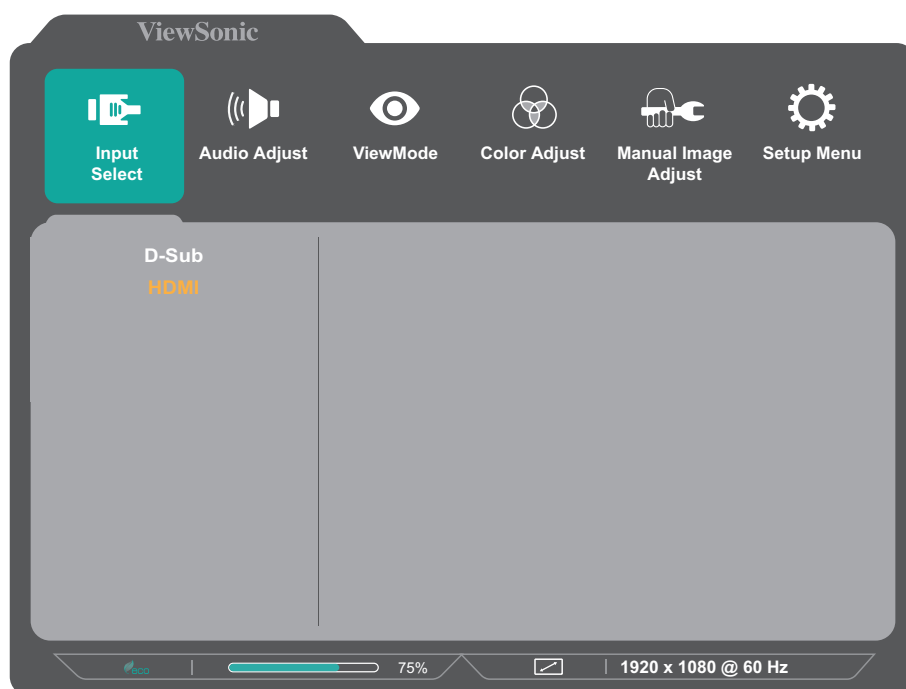 ViewSonic
Input Select
Audio Adjust
ViewMode
Color Adjust
Manual Image Adjust
Setup Menu
D-Sub
HDMI
eco
75%
1920 x 1080 @ 60 Hz